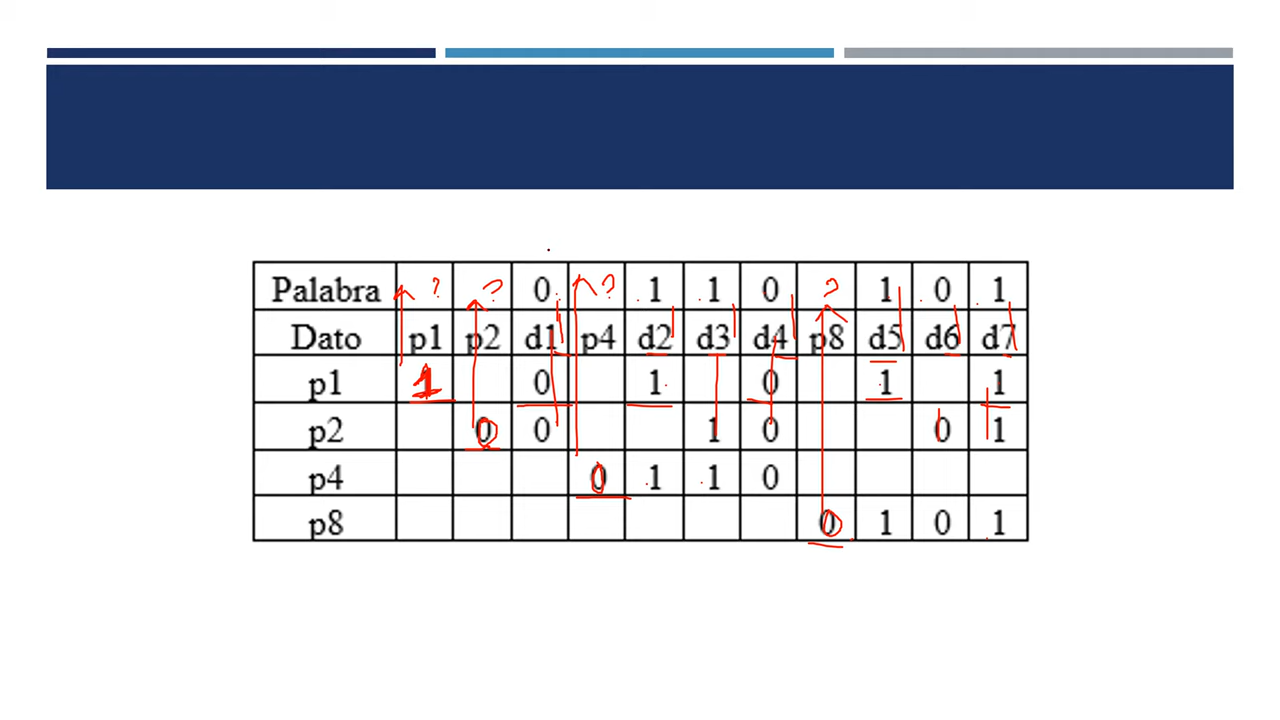 Palabra ? ? 0 ? 1 1 0 ? 1 0 1
Dato p1 p2 d1 p4 d2 d3 d4 p8 d5 d6 d7
p1 1 0 1 0 1 1
p2 0 0 1 0 0 1
p4 0 1 1 0
p8 0 1 0 1